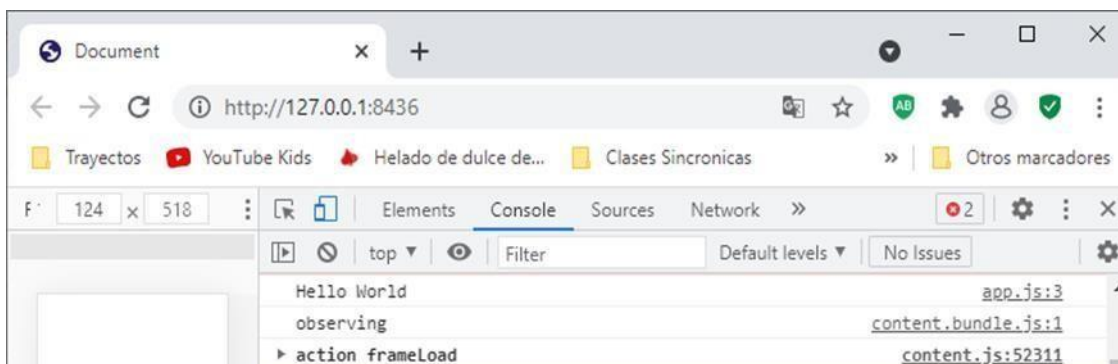 Document
http://127.0.0.1:8436
AB
Trayectos YouTube Kids Helado de dulce de... Clases Sincronicas » Otros marcadores
124 x 518 Elements Console Sources Network » 2
top Filter Default levels No Issues
Hello World app.js:3
observing content.bundle.js:1
action frameLoad content.js:52311